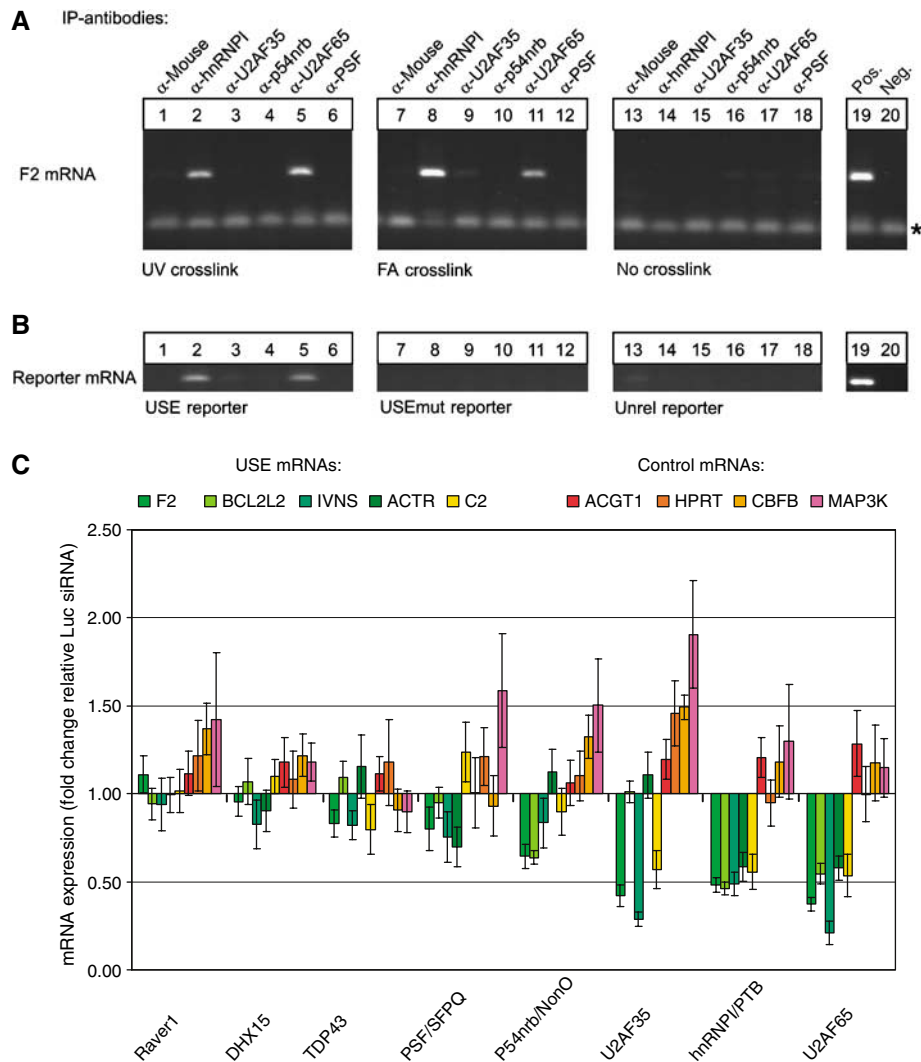 A
IP-antibodies:
α-Mouse α-hnRNPI α-U2AF35 α-p54nrb α-U2AF65 α-PSF α-Mouse α-hnRNPI α-U2AF35 α-p54nrb α-U2AF65 α-PSF α-Mouse α-hnRNPI α-U2AF35 α-p54nrb α-U2AF65 α-PSF Pos. Neg.
1 2 3 4 5 6 7 8 9 10 11 12 13 14 15 16 17 18 19 20
F2 mRNA
*
UV crosslink FA crosslink No crosslink
B
1 2 3 4 5 6 7 8 9 10 11 12 13 14 15 16 17 18 19 20
Reporter mRNA
USE reporter USEmut reporter Unrel reporter
C
USE mRNAs: Control mRNAs:
F2 BCL2L2 IVNS ACTR C2 ACGT1 HPRT CBFB MAP3K
mRNA expression (fold change relative Luc siRNA)
2.50
2.00
1.50
1.00
0.50
0.00
Raver1 DHX15 TDP43 PSF/SFPQ P54nrb/NonO U2AF35 hnRNPI/PTB U2AF65